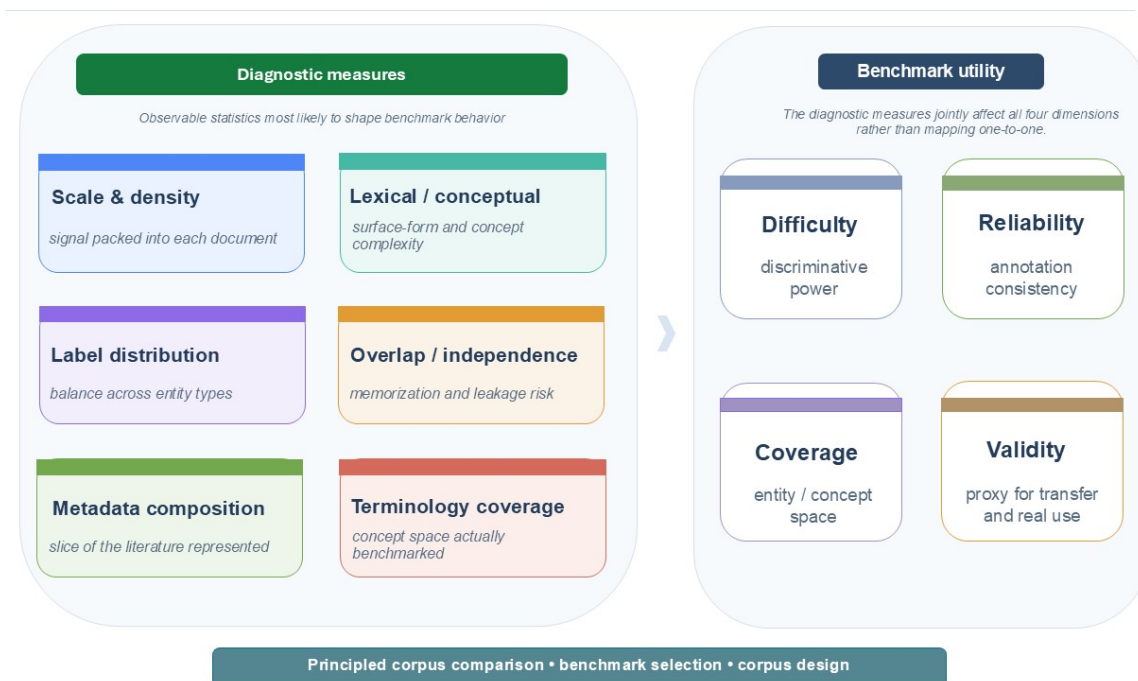 Diagnostic measures
Observable statistics most likely to shape benchmark behavior
Scale & density
signal packed into each document
Lexical / conceptual
surface-form and concept
complexity
Label distribution
balance across entity types
Overlap / independence
memorization and leakage risk
Metadata composition
slice of the literature represented
Terminology coverage
concept space actually
benchmarked
Benchmark utility
The diagnostic measures jointly affect all four dimensions
rather than mapping one-to-one.
Difficulty
discriminative
power
Reliability
annotation
consistency
Coverage
entity / concept
space
Validity
proxy for transfer
and real use
Principled corpus comparison • benchmark selection • corpus design